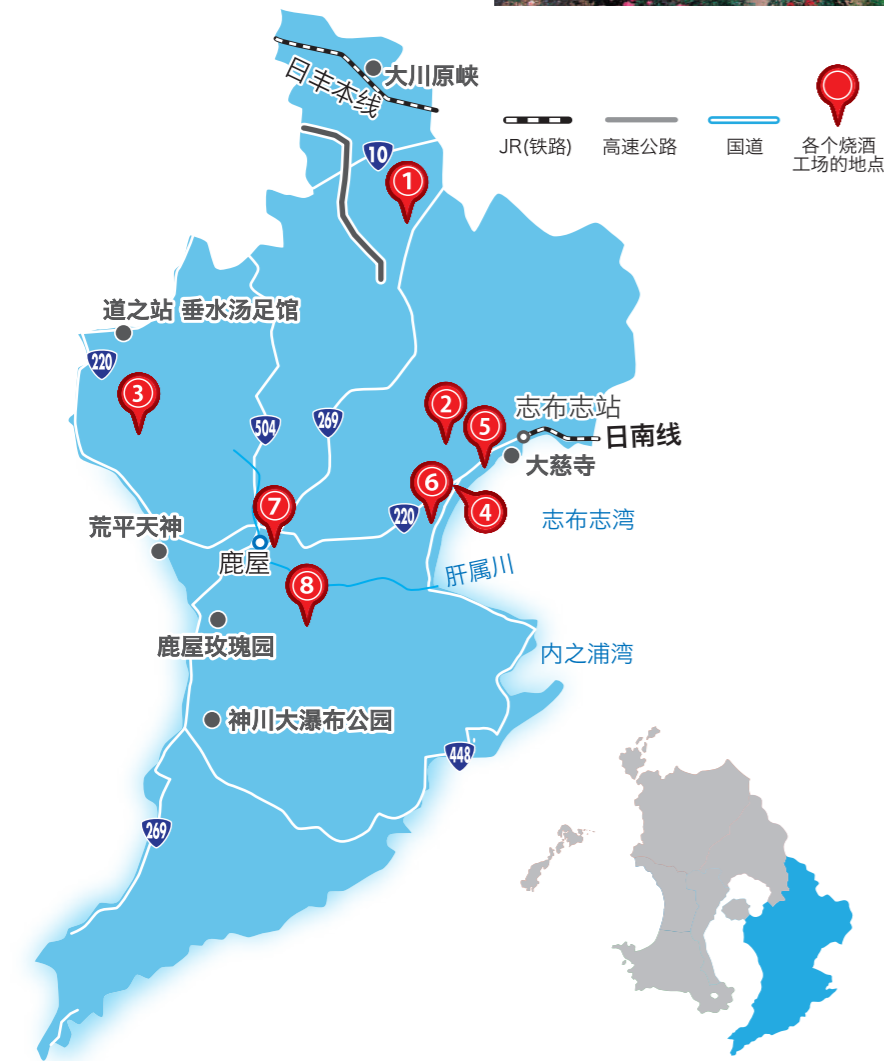 大川原峡
日丰本线
JR(铁路)
高速公路
国道
各个烧酒
工场的地点
10
1
道之站 垂水汤足馆
220
3
504
269
2
5
志布志站
日南线
大慈寺
6
4
220
志布志湾
7
荒平天神
鹿屋
肝属川
8
鹿屋玫瑰园
内之浦湾
神川大瀑布公园
448
269